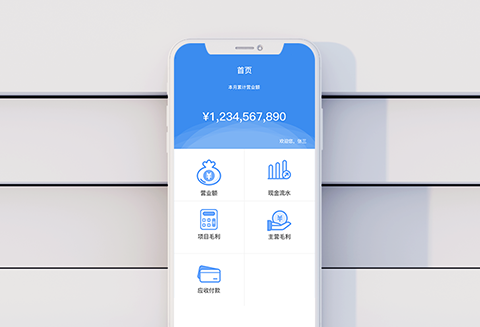 首页
本月累计营业额
¥1,234,567,890
欢迎您，张三
营业额
现金流水
项目毛利
主营毛利
应收付款